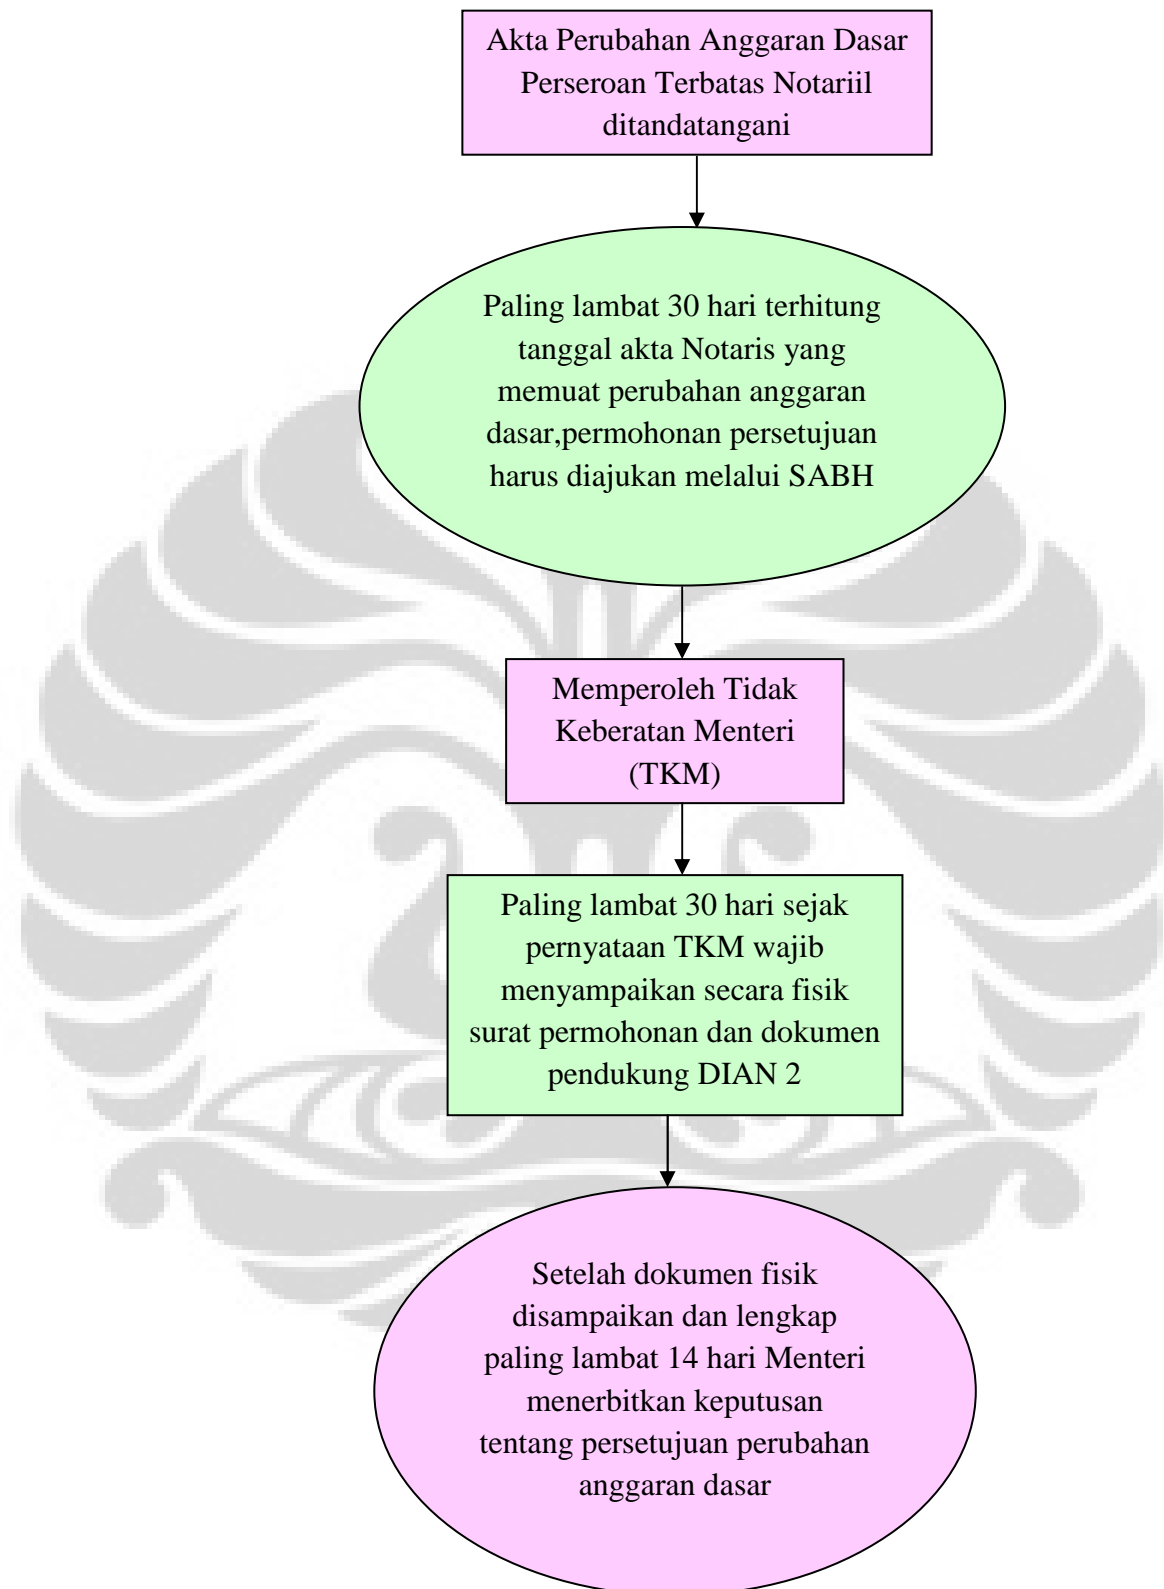 Akta Perubahan Anggaran Dasar
Perseroan Terbatas Notariil
ditandatangani
Paling lambat 30 hari terhitung
tanggal akta Notaris yang
memuat perubahan anggaran
dasar,permohonan persetujuan
harus diajukan melalui SABH
Memperoleh Tidak
Keberatan Menteri
(TKM)
Paling lambat 30 hari sejak
pernyataan TKM wajib
menyampaikan secara fisik
surat permohonan dan dokumen
pendukung DIAN 2
Setelah dokumen fisik
disampaikan dan lengkap
paling lambat 14 hari Menteri
menerbitkan keputusan
tentang persetujuan perubahan
anggaran dasar